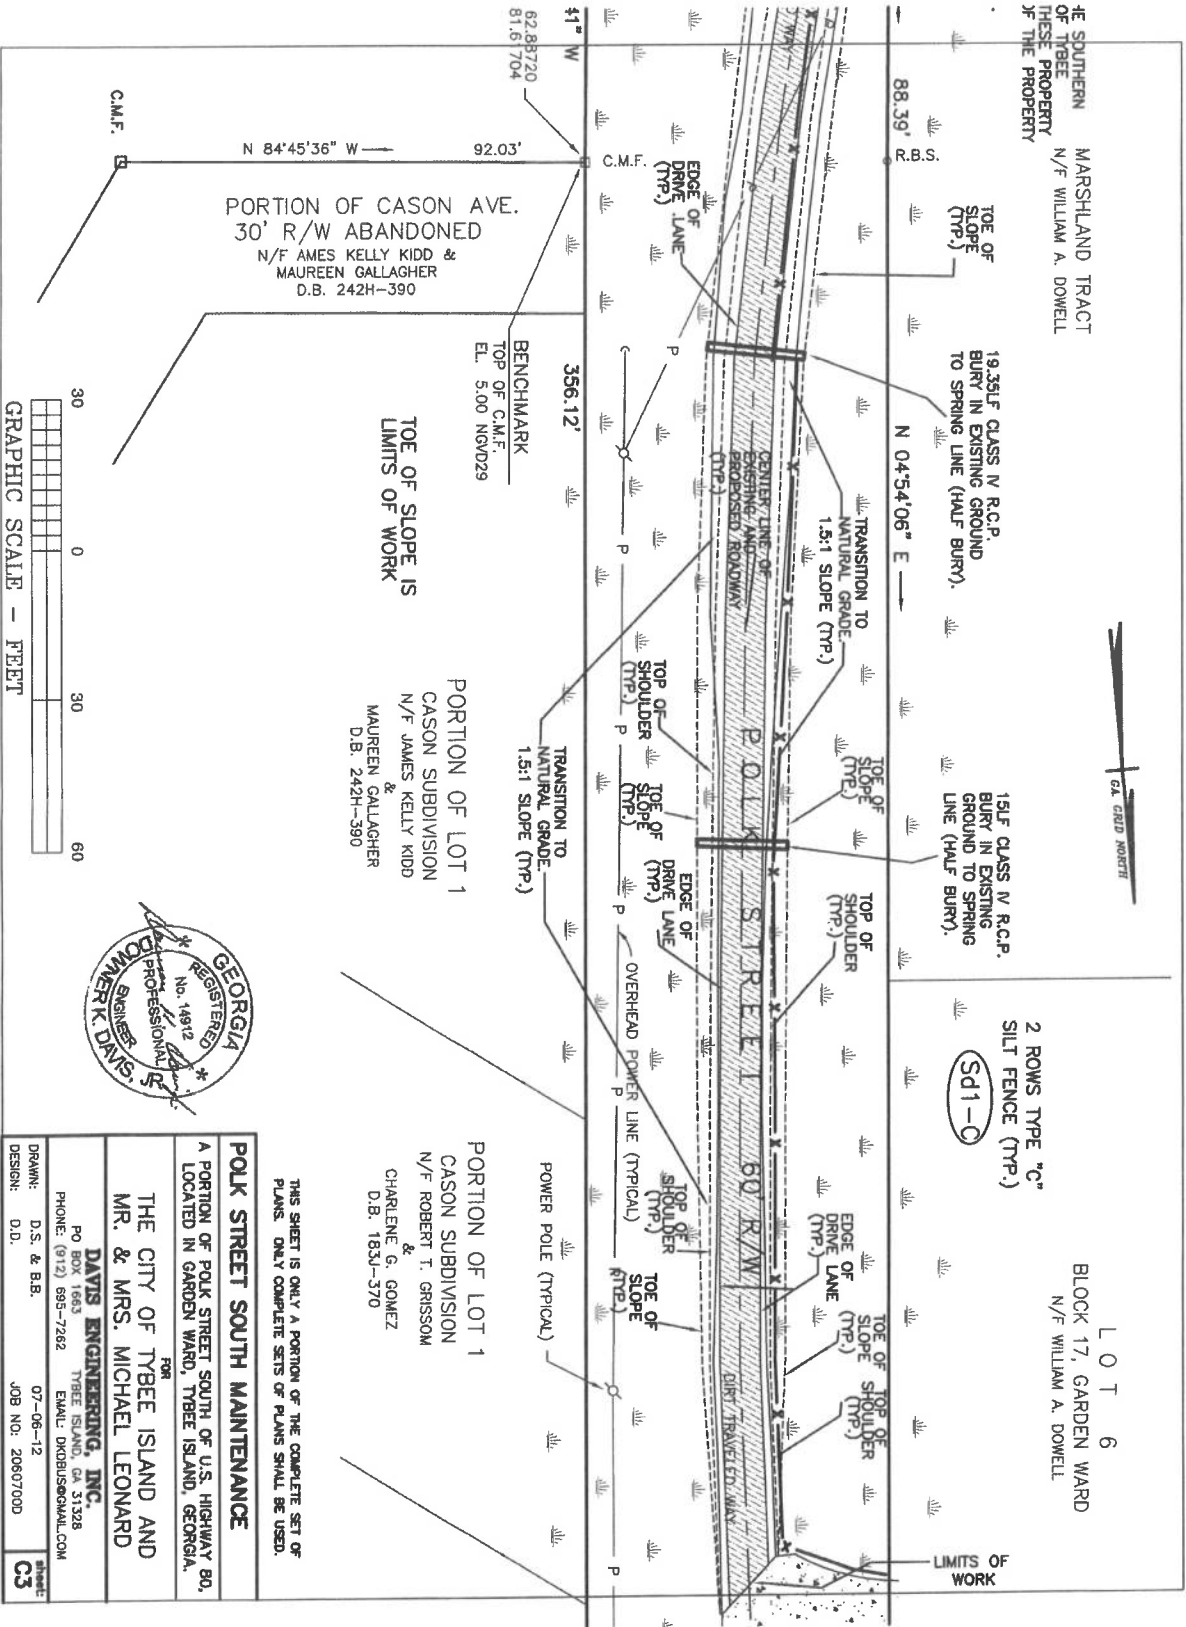 HE SOUTHERN
OF TYBEE
THESE PROPERTY
OF THE PROPERTY
MARSHLAND TRACT
N/F WILLIAM A. DOWELL
88.39'
R.B.S.
TOE OF
SLOPE
(TYP.)
19.35LF CLASS IV R.C.P.
BURY IN EXISTING GROUND
TO SPRING LINE (HALF BURY).
N 04°54'06" E
GA. GRID NORTH
15LF CLASS IV R.C.P.
BURY IN EXISTING
GROUND TO SPRING
LINE (HALF BURY).
2 ROWS TYPE "C"
SILT FENCE (TYP.)
Sd1-C
LOT 6
BLOCK 17, GARDEN WARD
N/F WILLIAM A. DOWELL
LIMITS OF
WORK
WAY
EDGE OF
DRIVE LANE
(TYP.)
TRANSITION TO
NATURAL GRADE.
1.5:1 SLOPE (TYP.)
CENTER LINE OF
EXISTING AND
PROPOSED ROADWAY
(TYP.)
TOE OF
SLOPE
(TYP.)
TOP OF
SHOULDER
(TYP.)
EDGE OF
DRIVE LANE
(TYP.)
TOE OF
SLOPE
(TYP.)
TOP OF
SHOULDER
(TYP.)
POLK STREET 60' R/W
DIRT TRAVELED WAY
TOP OF
SHOULDER
(TYP.)
TOE OF
SLOPE
(TYP.)
EDGE OF
DRIVE LANE
(TYP.)
TOP OF
SHOULDER
(TYP.)
TOE OF
SLOPE
(TYP.)
P
P
P
P
P
P
P
P
OVERHEAD POWER LINE (TYPICAL)
POWER POLE (TYPICAL)
41" W
C.M.F.
356.12'
62.88720
81.6704
BENCHMARK
TOP OF C.M.F.
EL. 5.00 NGVD29
TRANSITION TO
NATURAL GRADE.
1.5:1 SLOPE (TYP.)
C.M.F.
N 84°45'36" W
92.03'
PORTION OF CASON AVE.
30' R/W ABANDONED
N/F AMES KELLY KIDD &
MAUREEN GALLAGHER
D.B. 242H-390
TOE OF SLOPE IS
LIMITS OF WORK
PORTION OF LOT 1
CASON SUBDIVISION
N/F JAMES KELLY KIDD
&
MAUREEN GALLAGHER
D.B. 242H-390
PORTION OF LOT 1
CASON SUBDIVISION
N/F ROBERT T. GRISSOM
&
CHARLENE G. GOMEZ
D.B. 183J-370
30
0
30
60
GRAPHIC SCALE - FEET
GEORGIA
REGISTERED
No. 14912
PROFESSIONAL
ENGINEER
DOWNER K. DAVIS, JR.
THIS SHEET IS ONLY A PORTION OF THE COMPLETE SET OF
PLANS. ONLY COMPLETE SETS OF PLANS SHALL BE USED.
POLK STREET SOUTH MAINTENANCE
A PORTION OF POLK STREET SOUTH OF U.S. HIGHWAY 80,
LOCATED IN GARDEN WARD, TYBEE ISLAND, GEORGIA.
FOR
THE CITY OF TYBEE ISLAND AND
MR. & MRS. MICHAEL LEONARD
DAVIS ENGINEERING, INC.
PO BOX 1663 TYBEE ISLAND, GA 31328
PHONE: (912) 695-7262 EMAIL: DKDBUS@GMAIL.COM
DRAWN: D.S. & B.B. 07-06-12
DESIGN: D.D. JOB NO: 2060700D
sheet:
C3